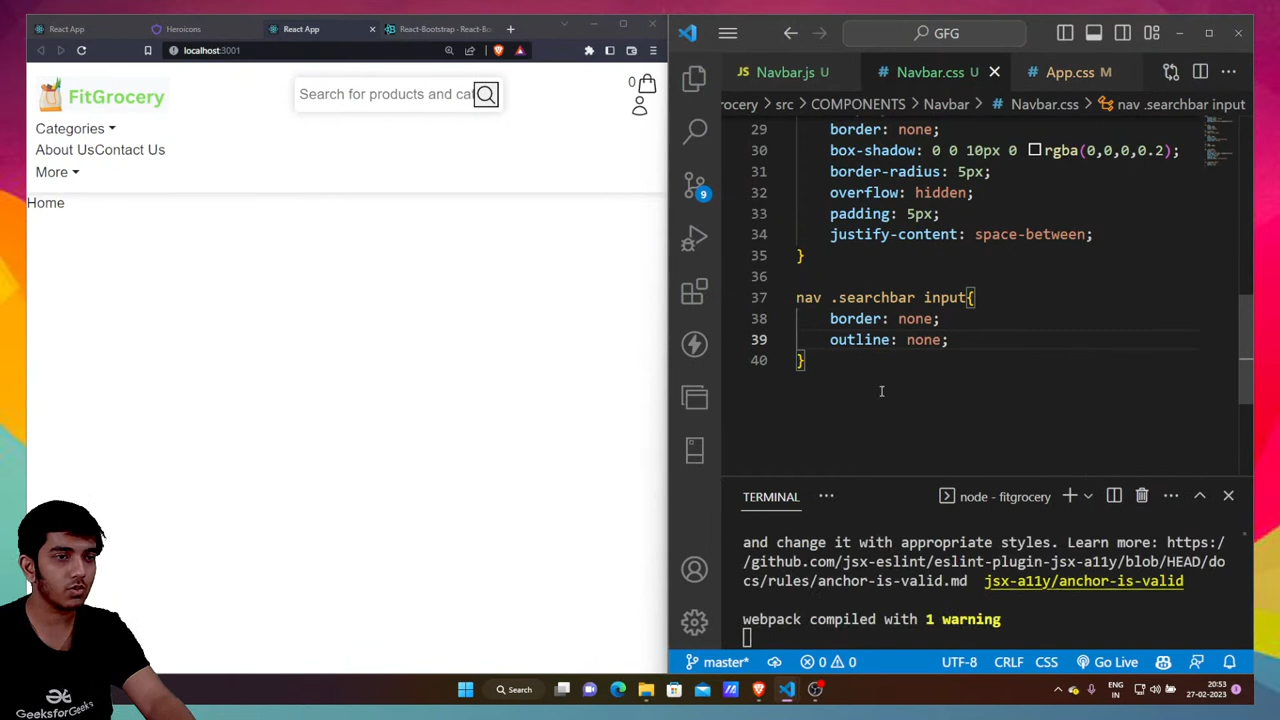 React App
Heroicons
React App
React-Bootstrap · React-Bo
GFG
localhost:3001
Navbar.js M
Navbar.css U
App.css M
FitGrocery
Search for products and cat
0
Categories
About UsContact Us
More
Home
rocery > src > COMPONENTS > Navbar > # Navbar.css > nav .searchbar input
29 border: none;
30 box-shadow: 0 0 10px 0 rgba(0,0,0,0.2);
31 border-radius: 5px;
32 overflow: hidden;
33 padding: 5px;
34 justify-content: space-between;
35 }
36
37 nav .searchbar input{
38 border: none;
39 outline: none;
40 }
9
TERMINAL
node - fitgrocery
and change it with appropriate styles. Learn more: https:/
/github.com/jsx-eslint/eslint-plugin-jsx-a11y/blob/HEAD/do
cs/rules/anchor-is-valid.md jsx-a11y/anchor-is-valid
webpack compiled with 1 warning
master* 0 0 UTF-8 CRLF CSS Go Live
Search
ENG
IN
20:53
27-02-2023
GeeksforGeeks